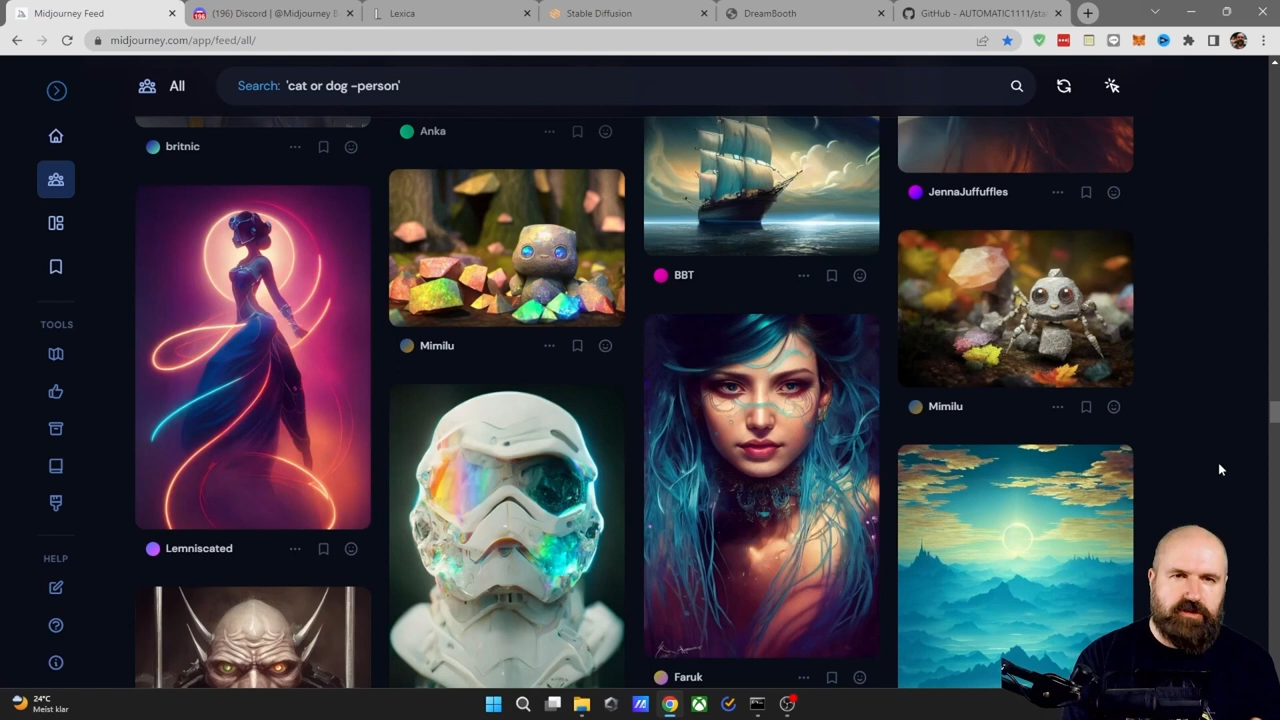 Midjourney Feed
(196) Discord | @Midjourney B
Lexica
Stable Diffusion
DreamBooth
GitHub - AUTOMATIC1111/sta
midjourney.com/app/feed/all/
All
Search: 'cat or dog -person'
britnic
Anka
JennaJuffuffles
BBT
Mimilu
Mimilu
Lemniscated
Faruk
TOOLS
HELP
24°C
Meist klar